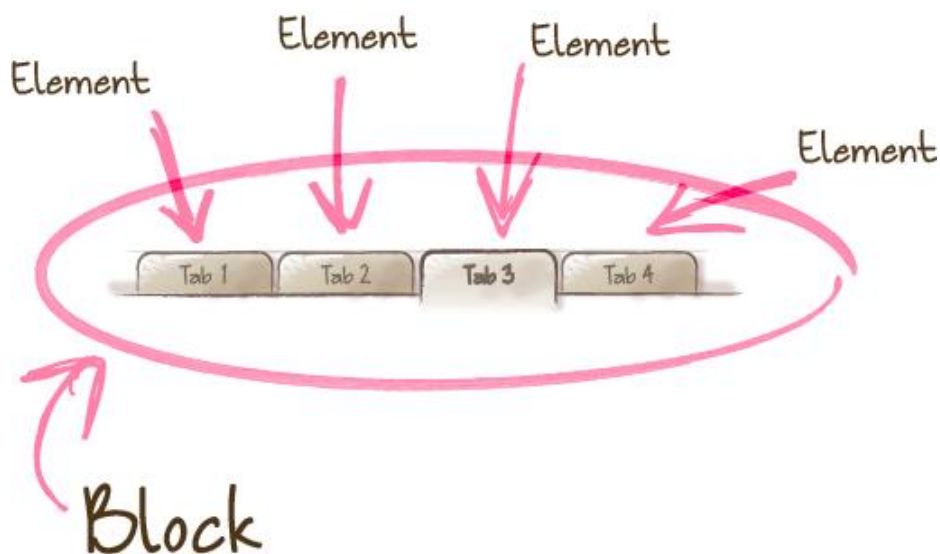 Element
Element
Element
Element
Tab 1
Tab 2
Tab 3
Tab 4
Block